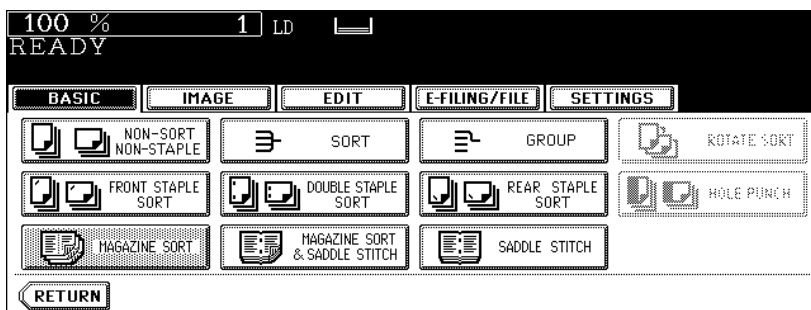 100 % 1 LD
READY
BASIC IMAGE EDIT E-FILING/FILE SETTINGS
NON-SORT NON-STAPLE
SORT
GROUP
ROTATE SORT
FRONT STAPLE SORT
DOUBLE STAPLE SORT
REAR STAPLE SORT
HOLE PUNCH
MAGAZINE SORT
MAGAZINE SORT & SADDLE STITCH
SADDLE STITCH
RETURN